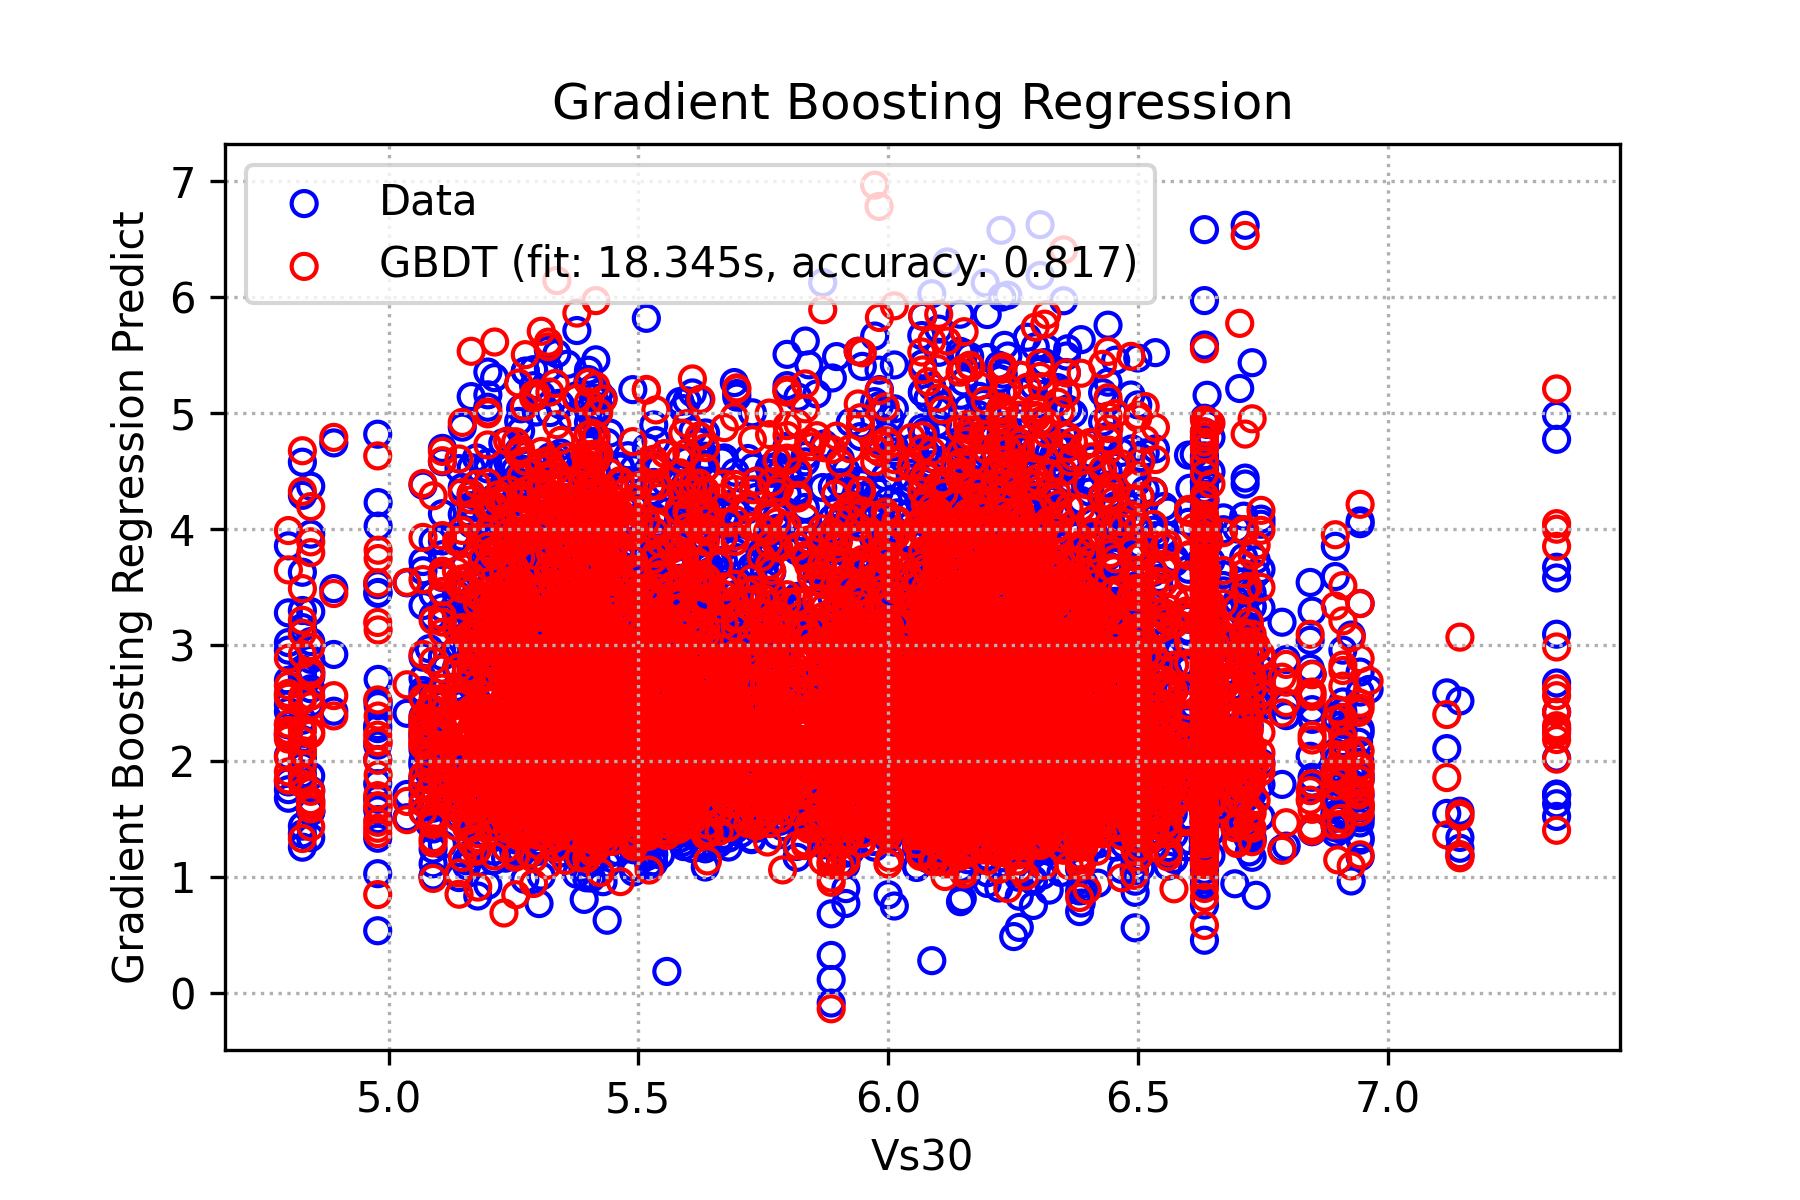 Gradient Boosting Regression
Data
GBDT (fit: 18.345s, accuracy: 0.817)
Gradient Boosting Regression Predict
7
6
5
4
3
2
1
0
5.0 5.5 6.0 6.5 7.0
Vs30